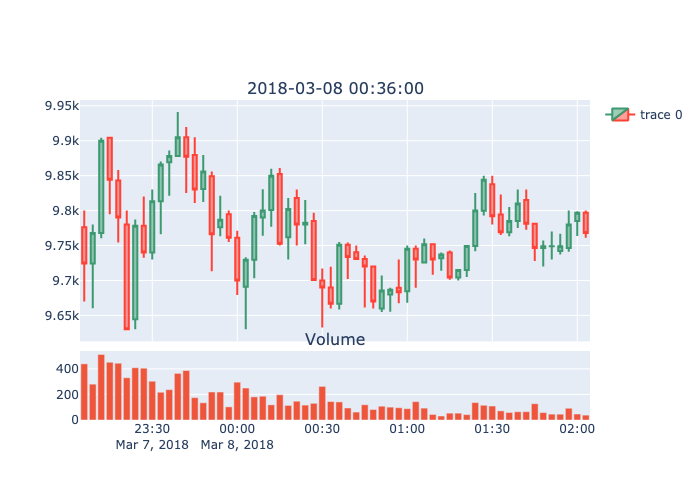 2018-03-08 00:36:00
9.95k
9.9k
9.85k
9.8k
9.75k
9.7k
9.65k
trace 0
Volume
400
200
0
23:30 00:00 00:30 01:00 01:30 02:00
Mar 7, 2018 Mar 8, 2018